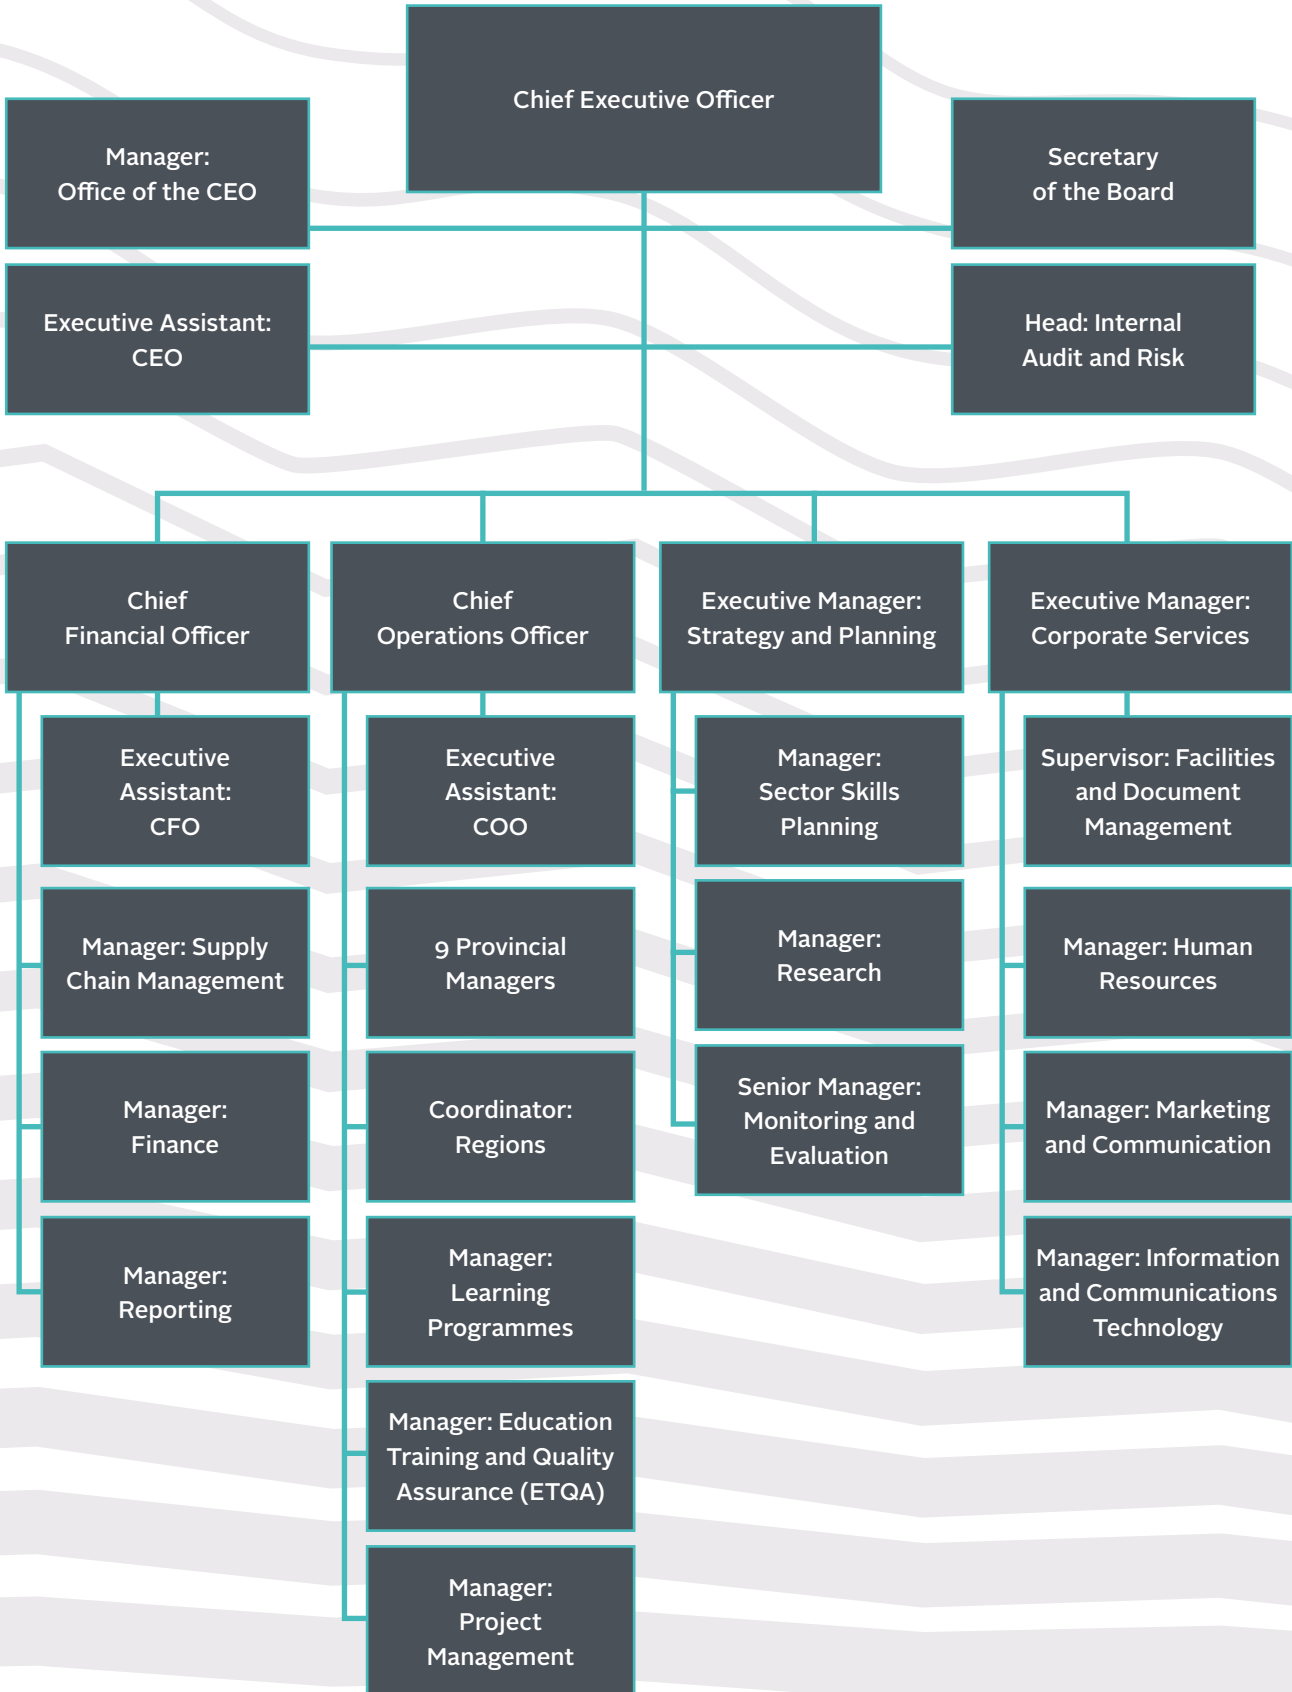 Chief Executive Officer
Manager:
Office of the CEO
Secretary
of the Board
Executive Assistant:
CEO
Head: Internal
Audit and Risk
Chief
Financial Officer
Chief
Operations Officer
Executive Manager:
Strategy and Planning
Executive Manager:
Corporate Services
Executive
Assistant:
CFO
Manager: Supply
Chain Management
Manager:
Finance
Manager:
Reporting
Executive
Assistant:
COO
9 Provincial
Managers
Coordinator:
Regions
Manager:
Learning
Programmes
Manager: Education
Training and Quality
Assurance (ETQA)
Manager:
Project
Management
Manager:
Sector Skills
Planning
Manager:
Research
Senior Manager:
Monitoring and
Evaluation
Supervisor: Facilities
and Document
Management
Manager: Human
Resources
Manager: Marketing
and Communication
Manager: Information
and Communications
Technology